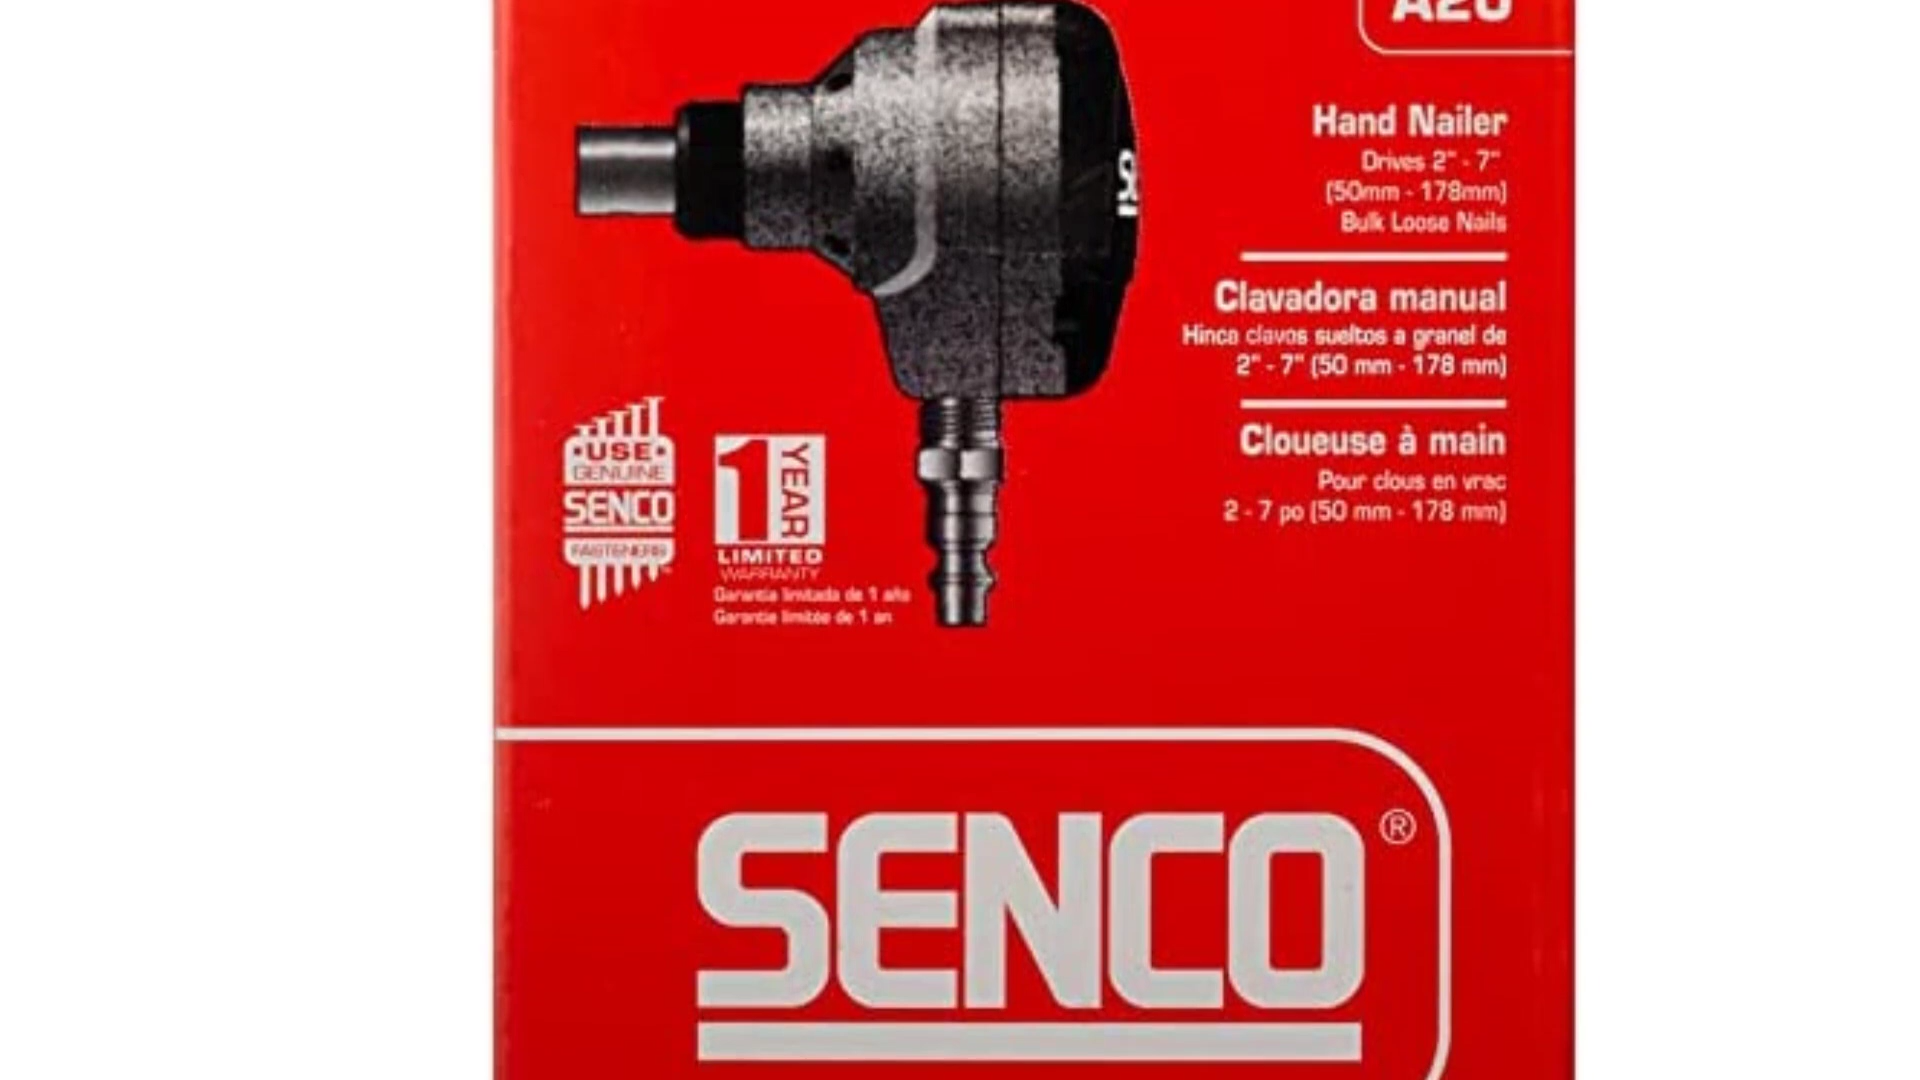 A20
Hand Nailer
Drives 2" - 7"
(50mm - 178mm)
Bulk Loose Nails
Clavadora manual
Hinca clavos sueltos a granel de
2" - 7" (50 mm - 178 mm)
Cloueuse à main
Pour clous en vrac
2 - 7 po (50 mm - 178 mm)
USE
GENUINE
SENCO
FASTENERS
1 YEAR
LIMITED
WARRANTY
Garantía limitada de 1 año
Garantie limitée de 1 an
SENCO®